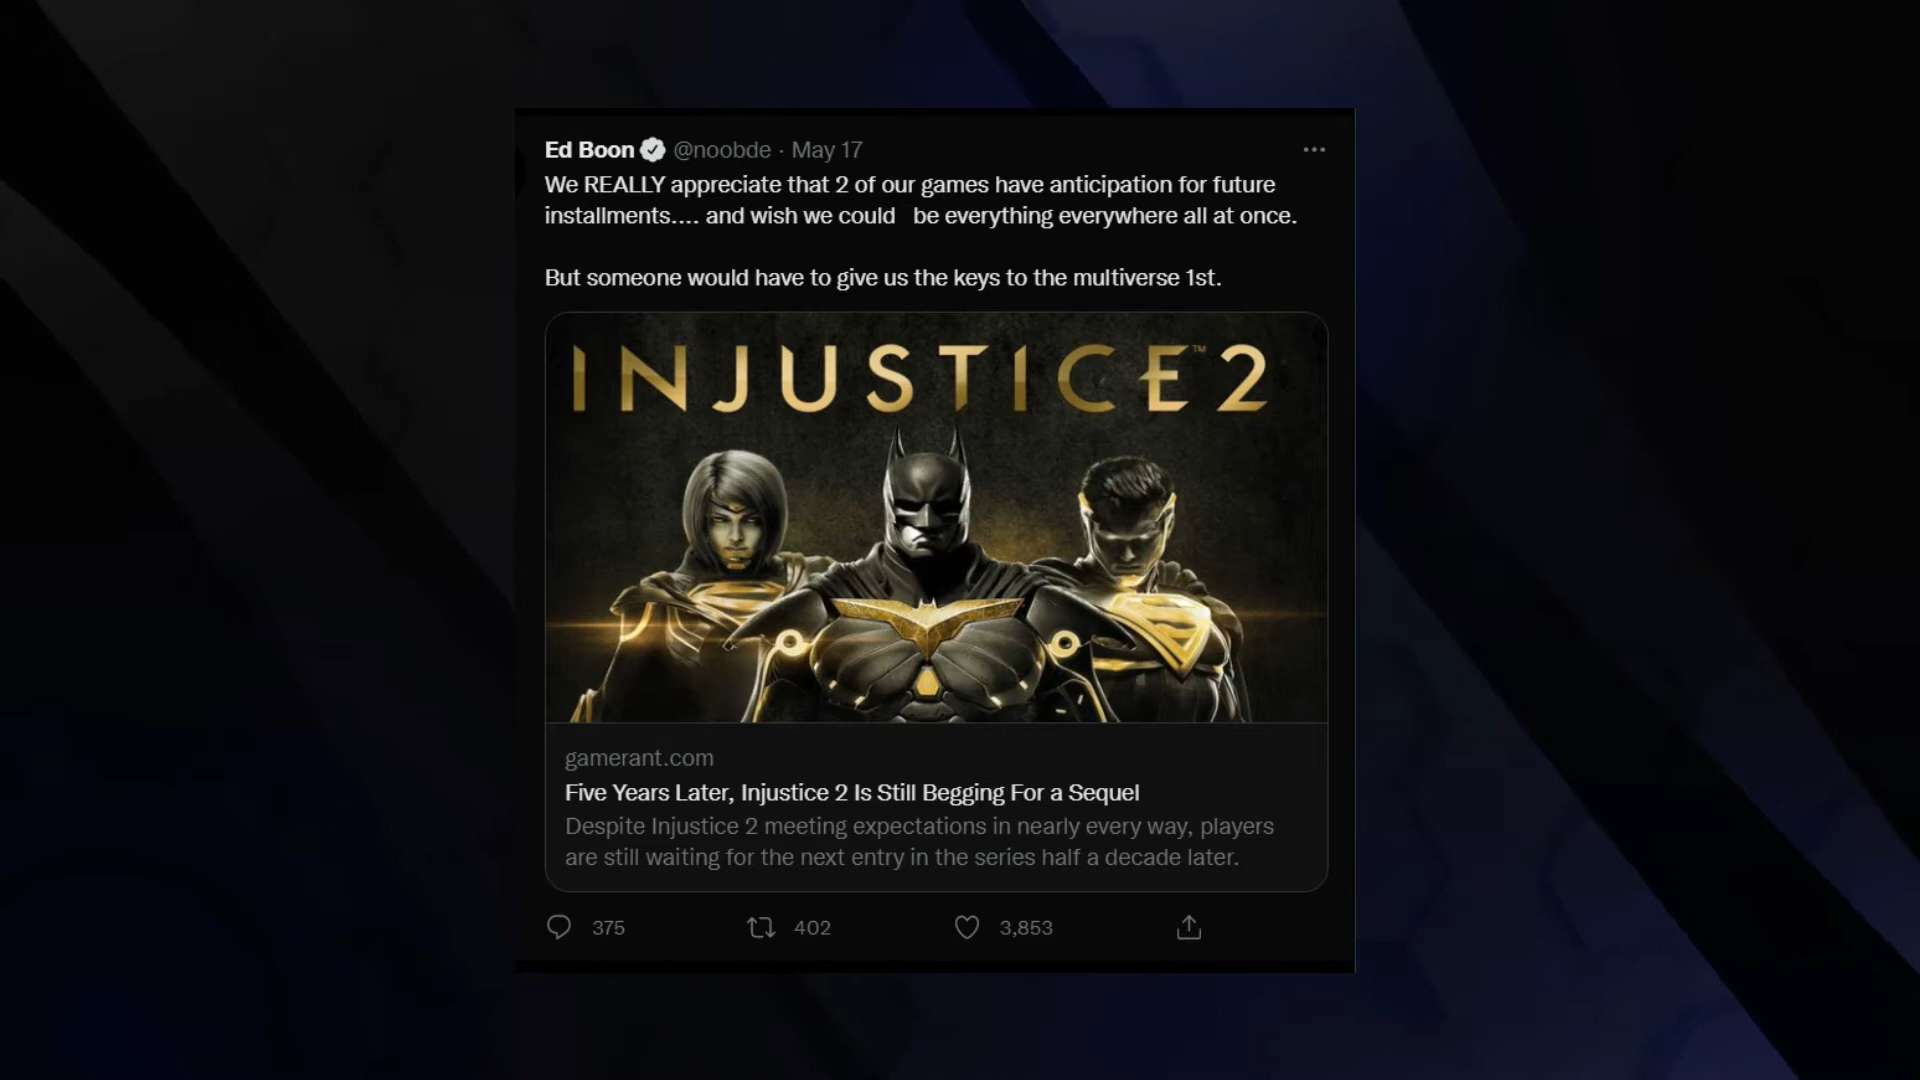 Ed Boon @noobde · May 17
We REALLY appreciate that 2 of our games have anticipation for future
installments.... and wish we could be everything everywhere all at once.
But someone would have to give us the keys to the multiverse 1st.
INJUSTICE™2
gamerant.com
Five Years Later, Injustice 2 Is Still Begging For a Sequel
Despite Injustice 2 meeting expectations in nearly every way, players
are still waiting for the next entry in the series half a decade later.
375 402 3,853